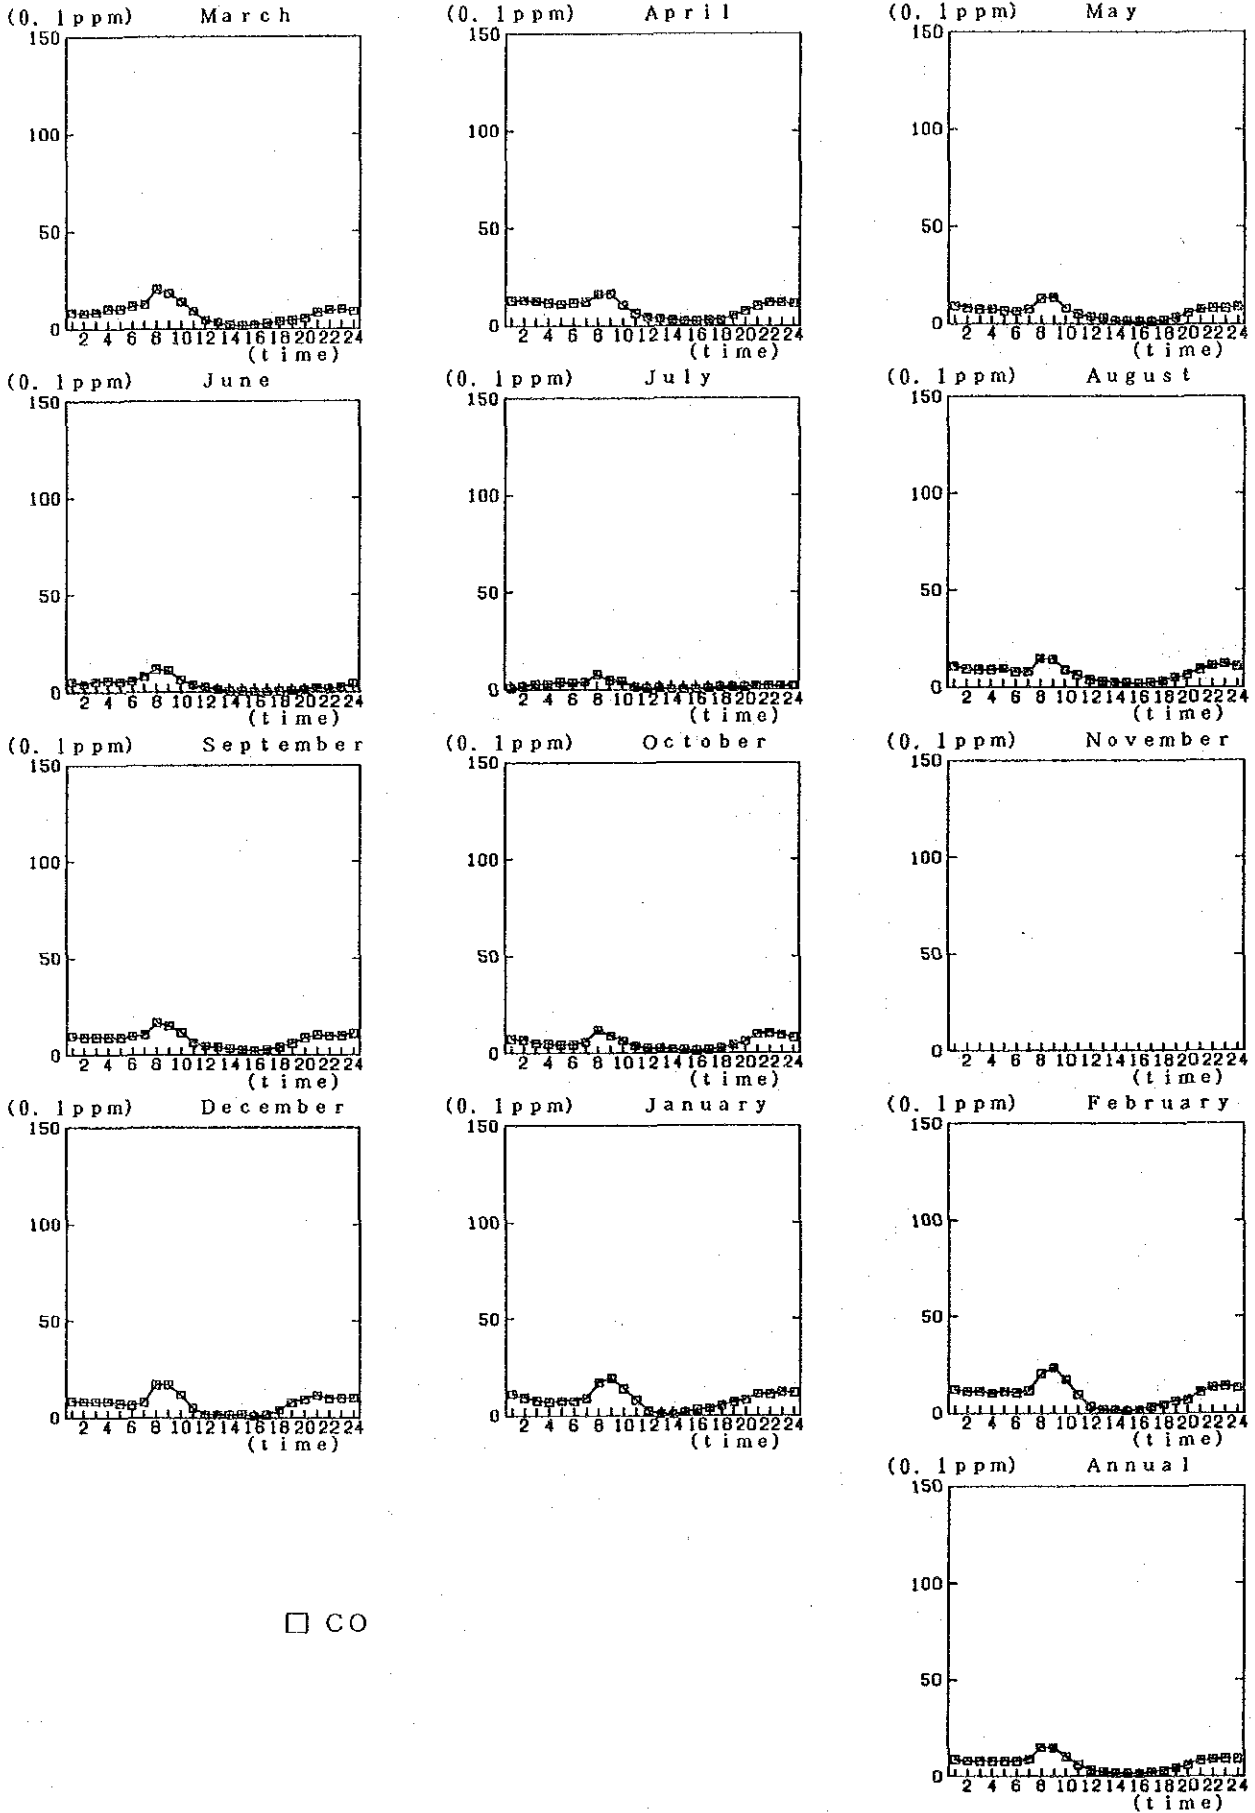 (0. 1ppm) March
150
100
50
0
2 4 6 8 10 12 14 16 18 20 22 24
(time)
(0. 1ppm) April
150
100
50
0
2 4 6 8 10 12 14 16 18 20 22 24
(time)
(0. 1ppm) May
150
100
50
0
2 4 6 8 10 12 14 16 18 20 22 24
(time)
(0. 1ppm) June
150
100
50
0
2 4 6 8 10 12 14 16 18 20 22 24
(time)
(0. 1ppm) July
150
100
50
0
2 4 6 8 10 12 14 16 18 20 22 24
(time)
(0. 1ppm) August
150
100
50
0
2 4 6 8 10 12 14 16 18 20 22 24
(time)
(0. 1ppm) September
150
100
50
0
2 4 6 8 10 12 14 16 18 20 22 24
(time)
(0. 1ppm) October
150
100
50
0
2 4 6 8 10 12 14 16 18 20 22 24
(time)
(0. 1ppm) November
150
100
50
0
2 4 6 8 10 12 14 16 18 20 22 24
(time)
(0. 1ppm) December
150
100
50
0
2 4 6 8 10 12 14 16 18 20 22 24
(time)
(0. 1ppm) January
150
100
50
0
2 4 6 8 10 12 14 16 18 20 22 24
(time)
(0. 1ppm) February
150
100
50
0
2 4 6 8 10 12 14 16 18 20 22 24
(time)
(0. 1ppm) Annual
150
100
50
0
2 4 6 8 10 12 14 16 18 20 22 24
(time)
□ CO